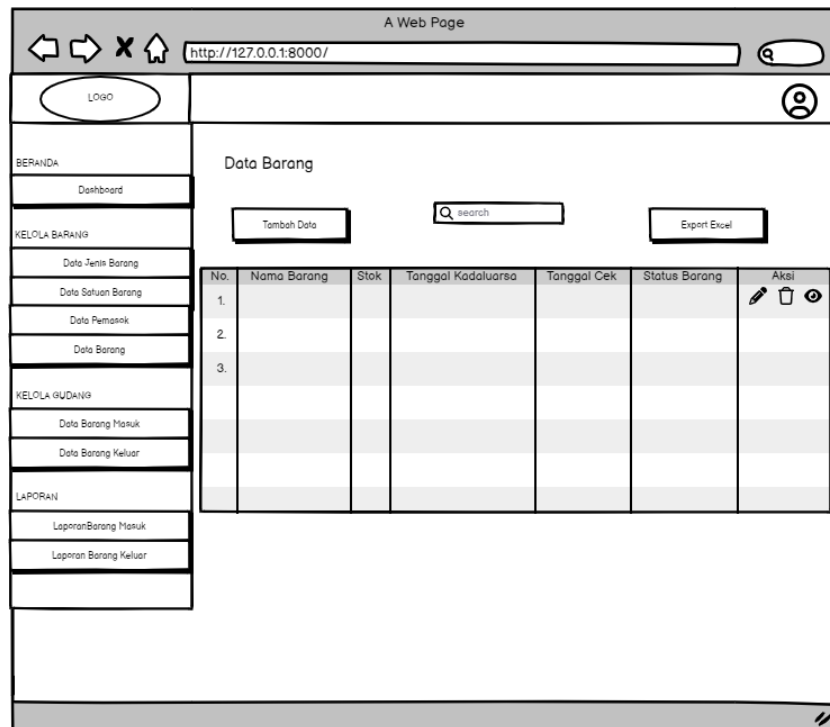 A Web Page
http://127.0.0.1:8000/
LOGO
BERANDA
Dashboard
KELOLA BARANG
Data Jenis Barang
Data Satuan Barang
Data Pemasok
Data Barang
KELOLA GUDANG
Data Barang Masuk
Data Barang Keluar
LAPORAN
LaporanBarang Masuk
Laporan Barang Keluar
Data Barang
Tambah Data
search
Export Excel
No. Nama Barang Stok Tanggal Kadaluarsa Tanggal Cek Status Barang Aksi
1.
2.
3.